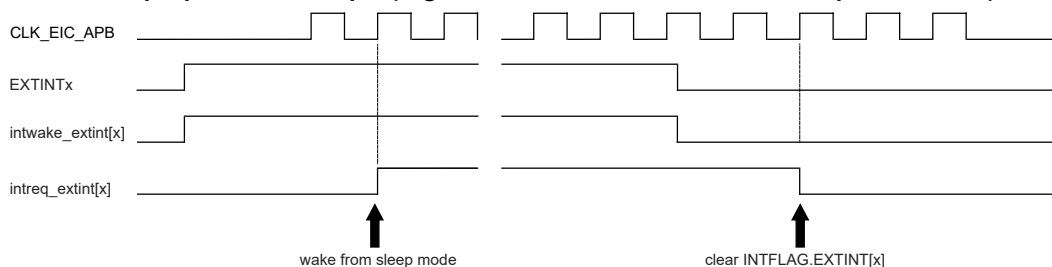 CLK_EIC_APB
EXTINTx
intwake_extint[x]
intreq_extint[x]
wake from sleep mode
clear INTFLAG.EXTINT[x]